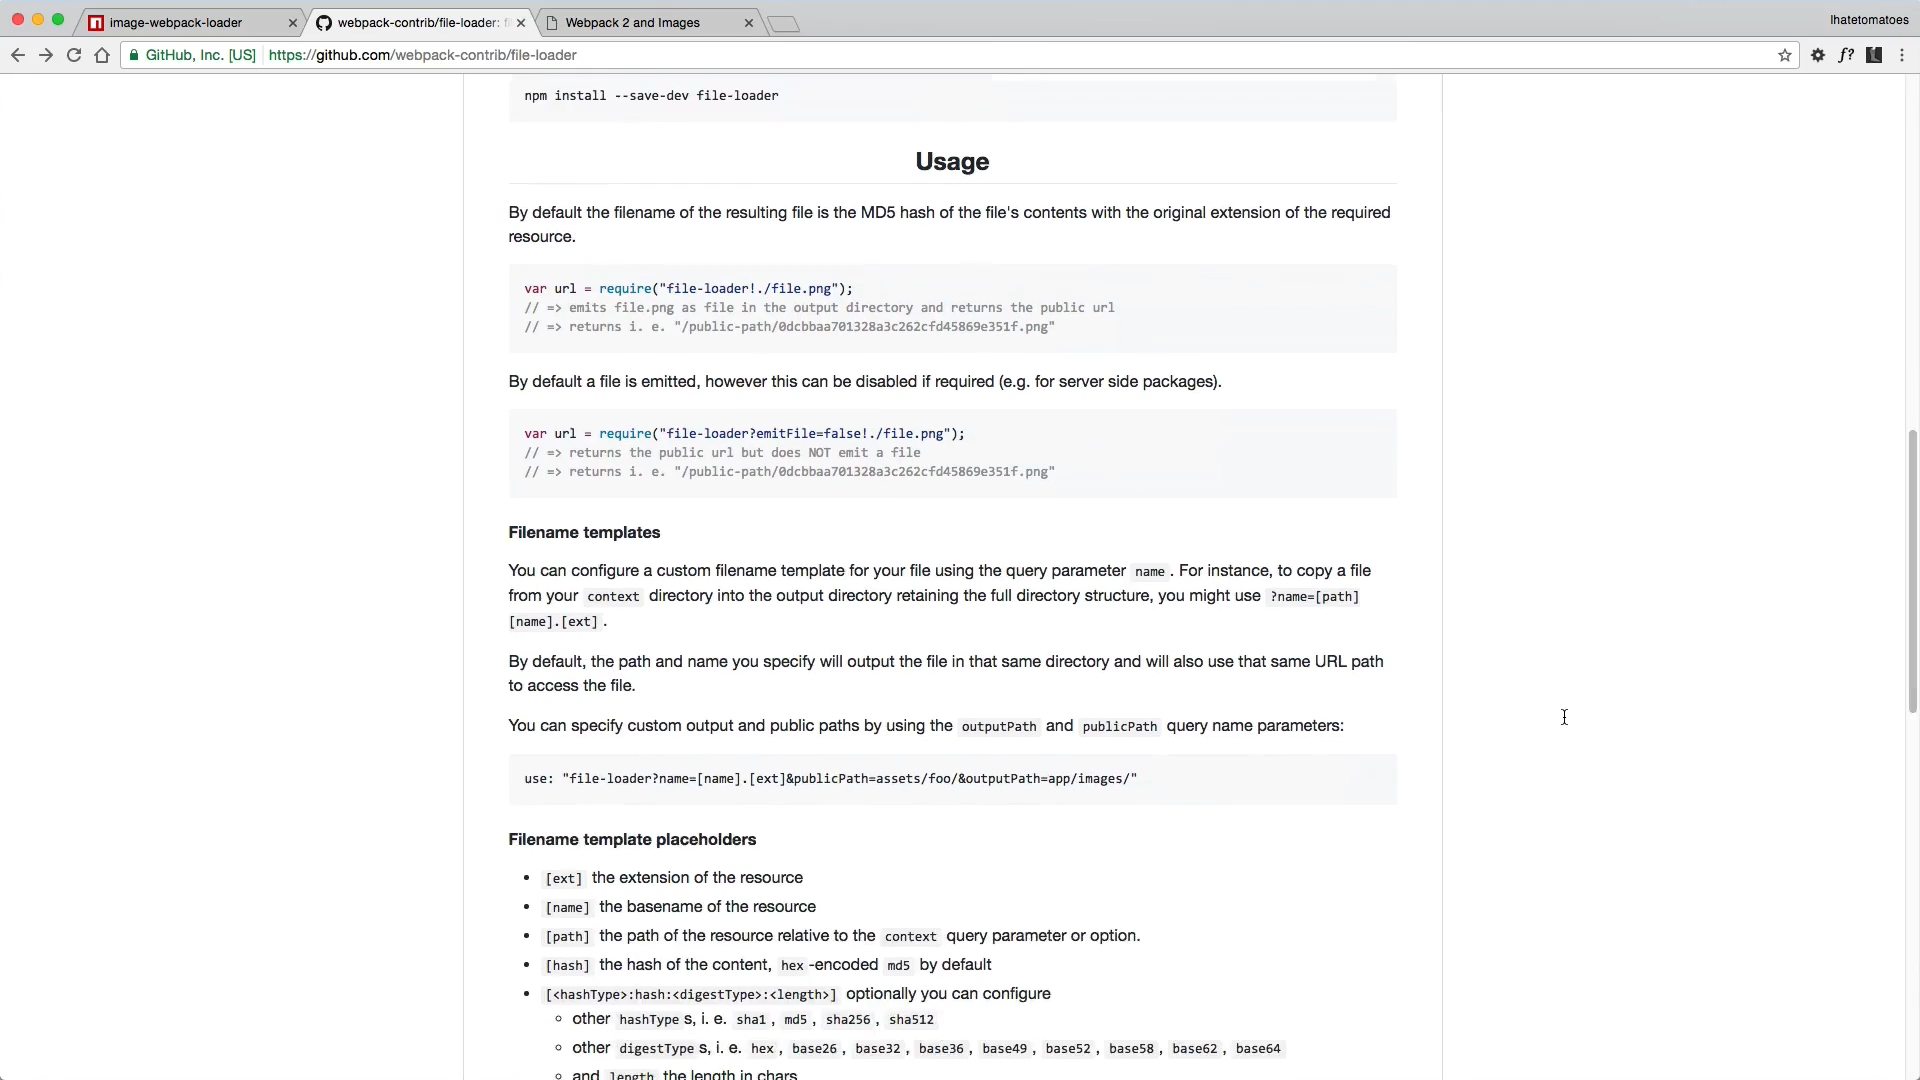 image-webpack-loader
webpack-contrib/file-loader:
Webpack 2 and Images
Ihatetomatoes
GitHub, Inc. [US]
https://github.com/webpack-contrib/file-loader
f?
npm install --save-dev file-loader
Usage
By default the filename of the resulting file is the MD5 hash of the file's contents with the original extension of the required
resource.
var url = require("file-loader!./file.png");
// => emits file.png as file in the output directory and returns the public url
// => returns i. e. "/public-path/0dcbbaa701328a3c262cfd45869e351f.png"
By default a file is emitted, however this can be disabled if required (e.g. for server side packages).
var url = require("file-loader?emitFile=false!./file.png");
// => returns the public url but does NOT emit a file
// => returns i. e. "/public-path/0dcbbaa701328a3c262cfd45869e351f.png"
Filename templates
You can configure a custom filename template for your file using the query parameter name . For instance, to copy a file
from your context directory into the output directory retaining the full directory structure, you might use ?name=[path]
[name].[ext] .
By default, the path and name you specify will output the file in that same directory and will also use that same URL path
to access the file.
You can specify custom output and public paths by using the outputPath and publicPath query name parameters:
use: "file-loader?name=[name].[ext]&publicPath=assets/foo/&outputPath=app/images/"
Filename template placeholders
• [ext] the extension of the resource
• [name] the basename of the resource
• [path] the path of the resource relative to the context query parameter or option.
• [hash] the hash of the content, hex -encoded md5 by default
• [<hashType>:hash:<digestType>:<length>] optionally you can configure
◦ other hashType s, i. e. sha1 , md5 , sha256 , sha512
◦ other digestType s, i. e. hex , base26 , base32 , base36 , base49 , base52 , base58 , base62 , base64
◦ and length the length in chars